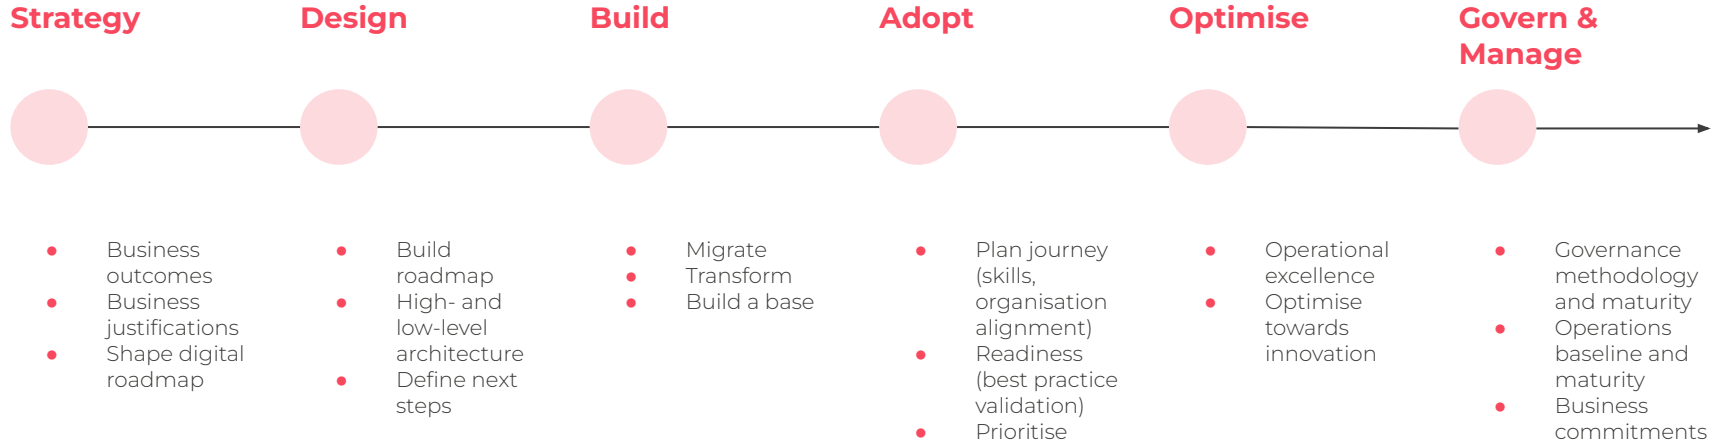 Strategy
Business
outcomes
Business
justifications
Shape digital
roadmap
Design
Build
roadmap
High- and
low-level
architecture
Define next
steps
Build
Migrate
Transform
Build a base
Adopt
Plan journey
(skills,
organisation
alignment)
Readiness
(best practice
validation)
Prioritise
Optimise
Operational
excellence
Optimise
towards
innovation
Govern &
Manage
Governance
methodology
and maturity
Operations
baseline and
maturity
Business
commitments